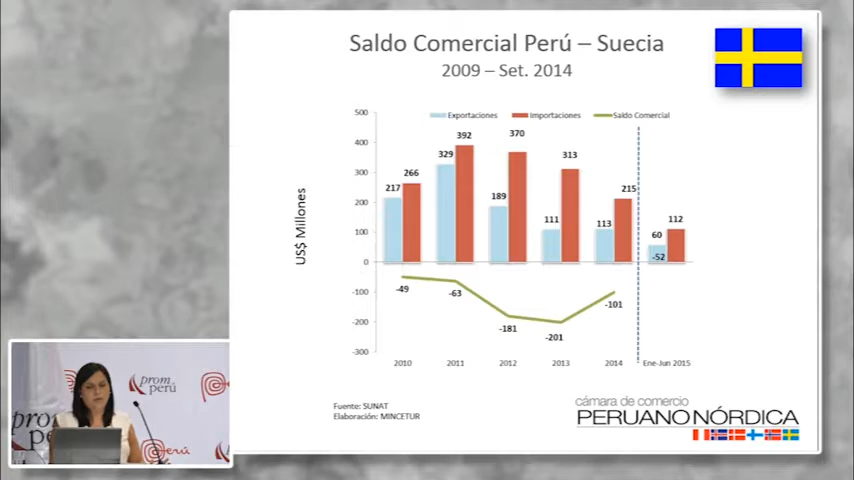 Saldo Comercial Perú – Suecia
2009 – Set. 2014
Exportaciones Importaciones Saldo Comercial
US$ Millones
500
400
300
200
100
0
-100
-200
-300
217 266
329 392
189 370
111 313
113 215
60 112
-49
-63
-181
-201
-101
-52
2010 2011 2012 2013 2014 Ene-Jun 2015
Fuente: SUNAT
Elaboración: MINCETUR
cámara de comercio
PERUANO NÓRDICA
prom
perú
prom
pe
Perú